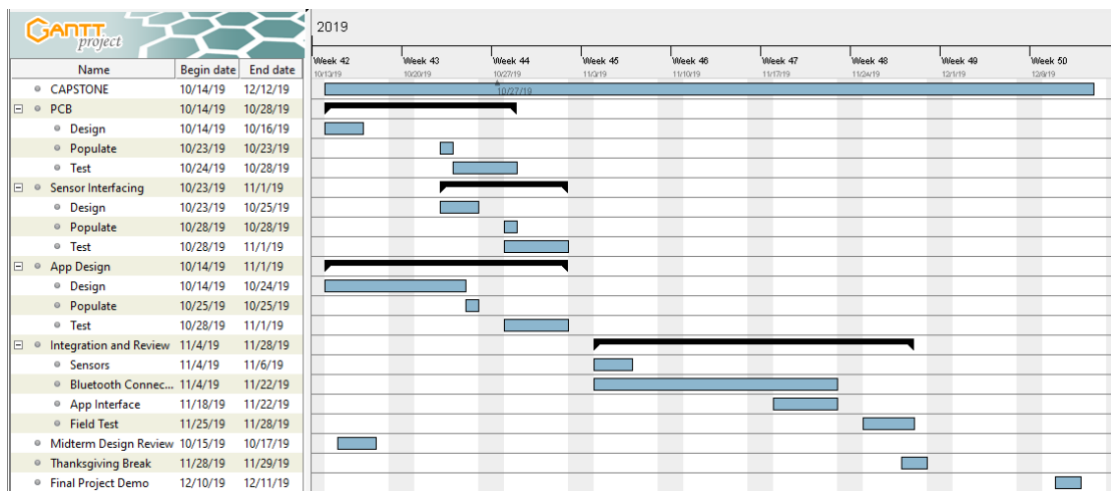 GANTT
project
2019
Week 42 Week 43 Week 44 Week 45 Week 46 Week 47 Week 48 Week 49 Week 50
10/13/19 10/20/19 10/27/19 11/3/19 11/10/19 11/17/19 11/24/19 12/1/19 12/8/19
Name Begin date End date
CAPSTONE 10/14/19 12/12/19 10/27/19
PCB 10/14/19 10/28/19
Design 10/14/19 10/16/19
Populate 10/23/19 10/23/19
Test 10/24/19 10/28/19
Sensor Interfacing 10/23/19 11/1/19
Design 10/23/19 10/25/19
Populate 10/28/19 10/28/19
Test 10/28/19 11/1/19
App Design 10/14/19 11/1/19
Design 10/14/19 10/24/19
Populate 10/25/19 10/25/19
Test 10/28/19 11/1/19
Integration and Review 11/4/19 11/28/19
Sensors 11/4/19 11/6/19
Bluetooth Connec... 11/4/19 11/22/19
App Interface 11/18/19 11/22/19
Field Test 11/25/19 11/28/19
Midterm Design Review 10/15/19 10/17/19
Thanksgiving Break 11/28/19 11/29/19
Final Project Demo 12/10/19 12/11/19